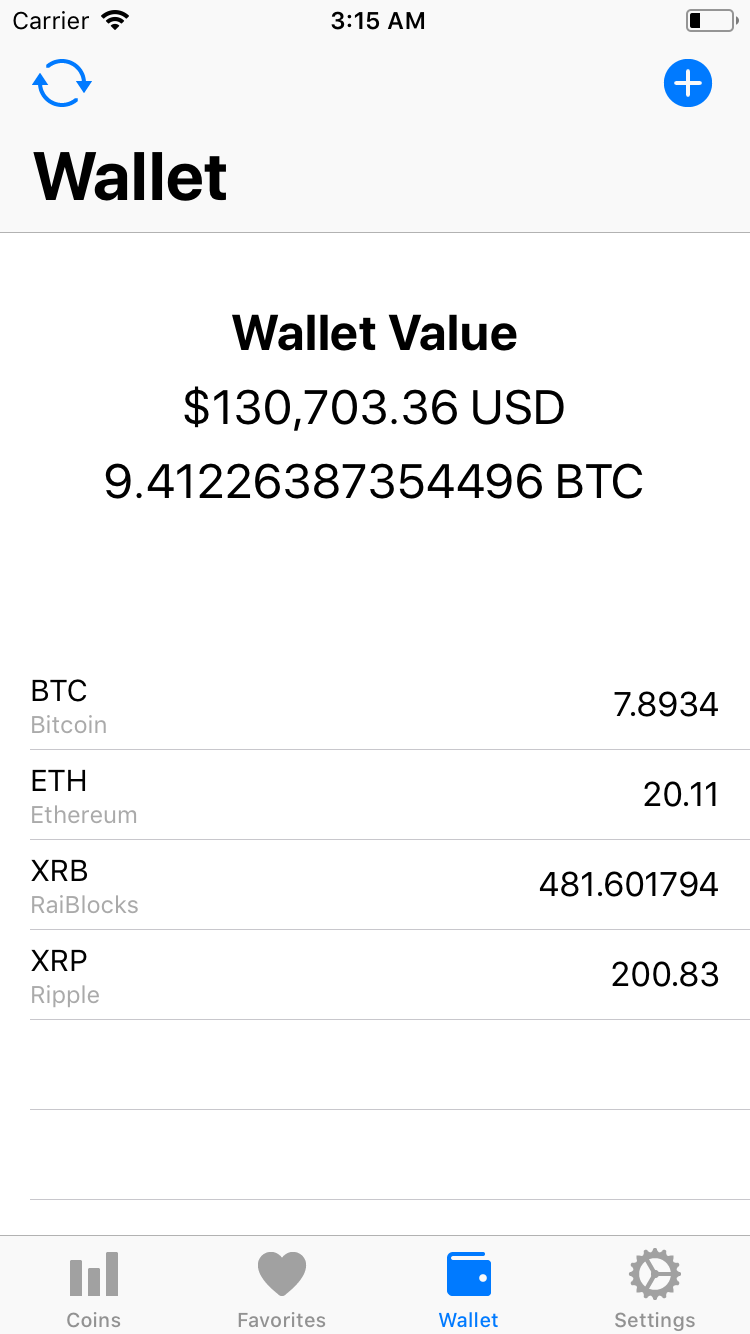 Carrier 3:15 AM
Wallet
Wallet Value
$130,703.36 USD
9.41226387354496 BTC
BTC
Bitcoin
7.8934
ETH
Ethereum
20.11
XRB
RaiBlocks
481.601794
XRP
Ripple
200.83
Coins Favorites Wallet Settings